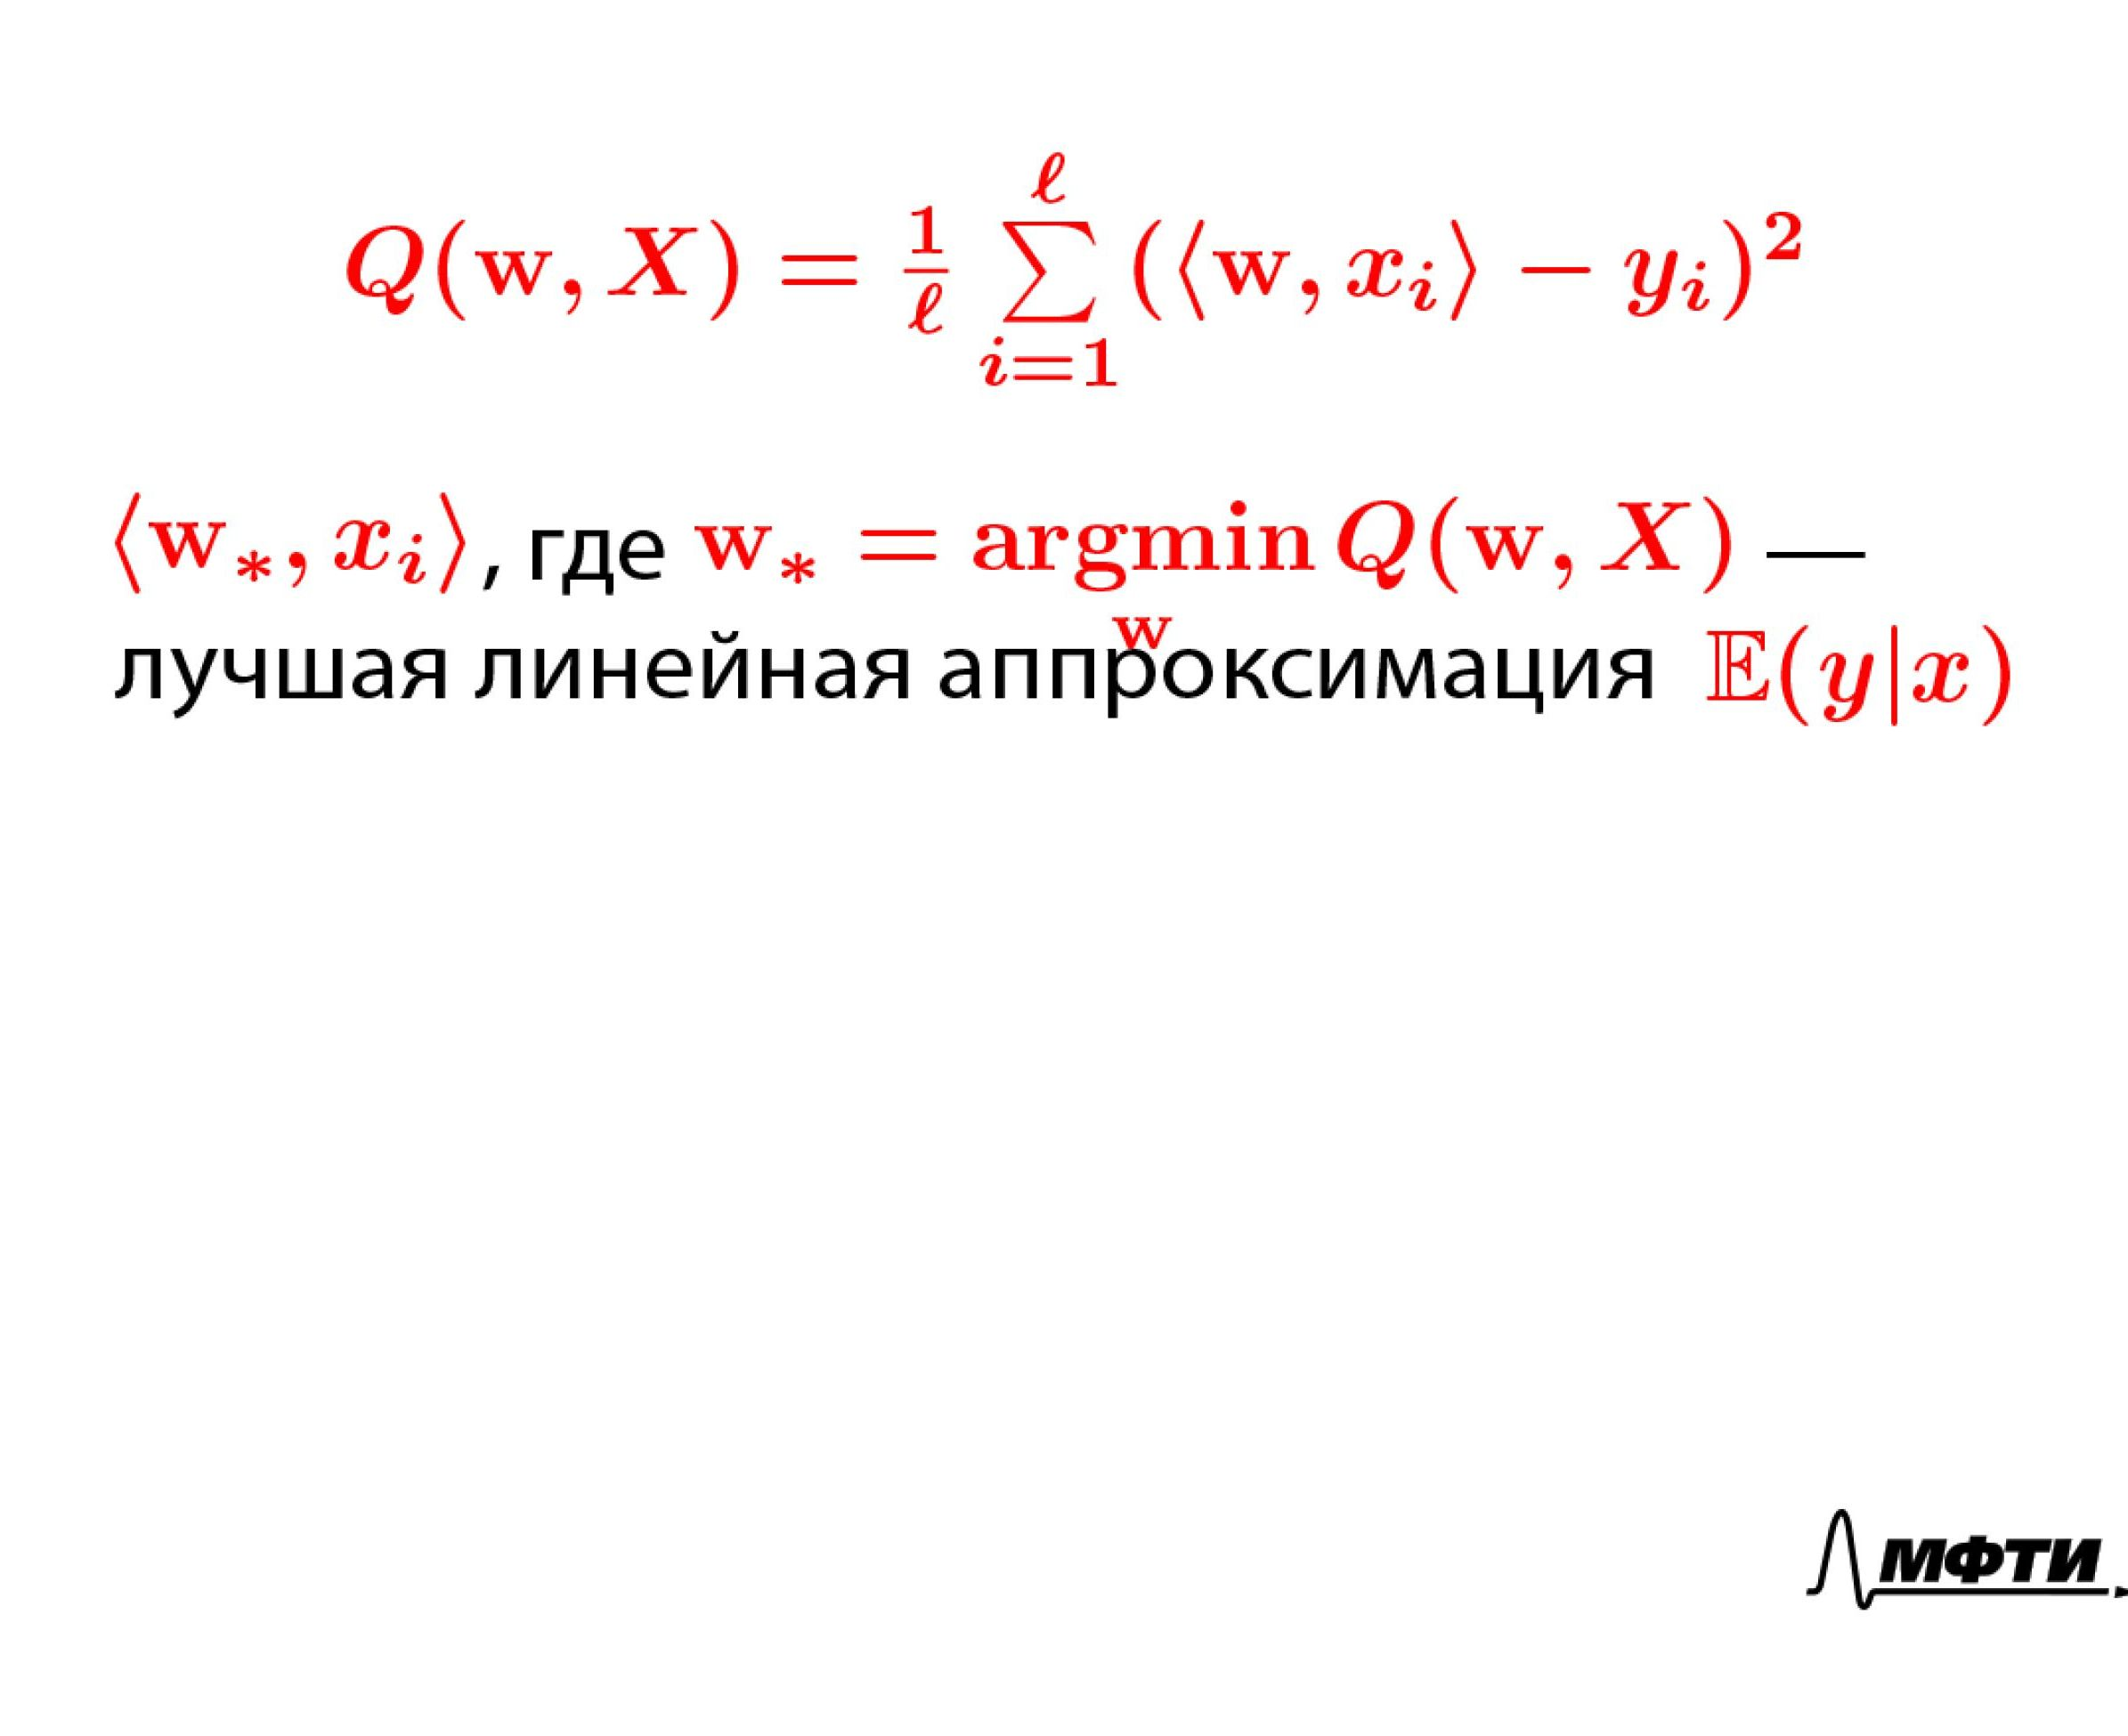 Q(w, X) = 1/ℓ ∑_{i=1}^{ℓ} (⟨w, x_i⟩ − y_i)²
⟨w_*, x_i⟩, где w_* = argmin_w Q(w, X) —
лучшая линейная аппроксимация 𝔼(y|x)
МФТИ